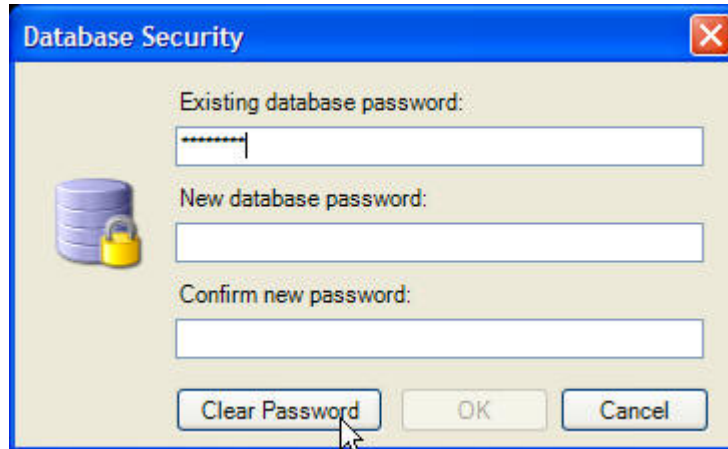 Database Security
Existing database password:
********
New database password:
Confirm new password:
Clear Password OK Cancel